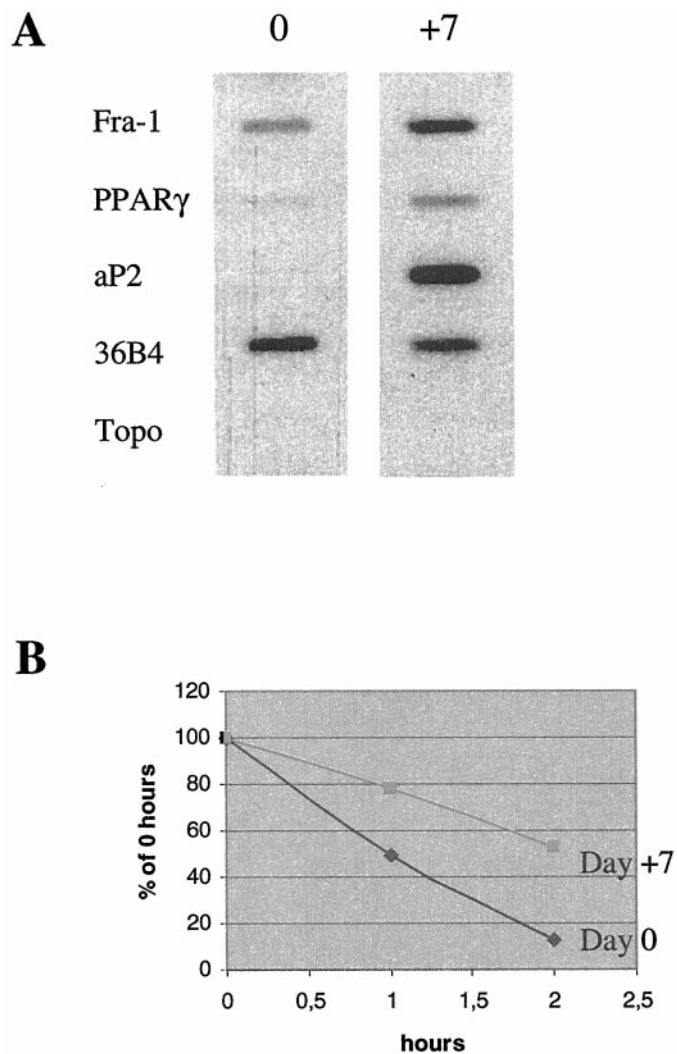 A
0 +7
Fra-1
PPARγ
aP2
36B4
Topo
B
120
100
80
60
40
20
0
% of 0 hours
Day +7
Day 0
0 0,5 1 1,5 2 2,5
hours